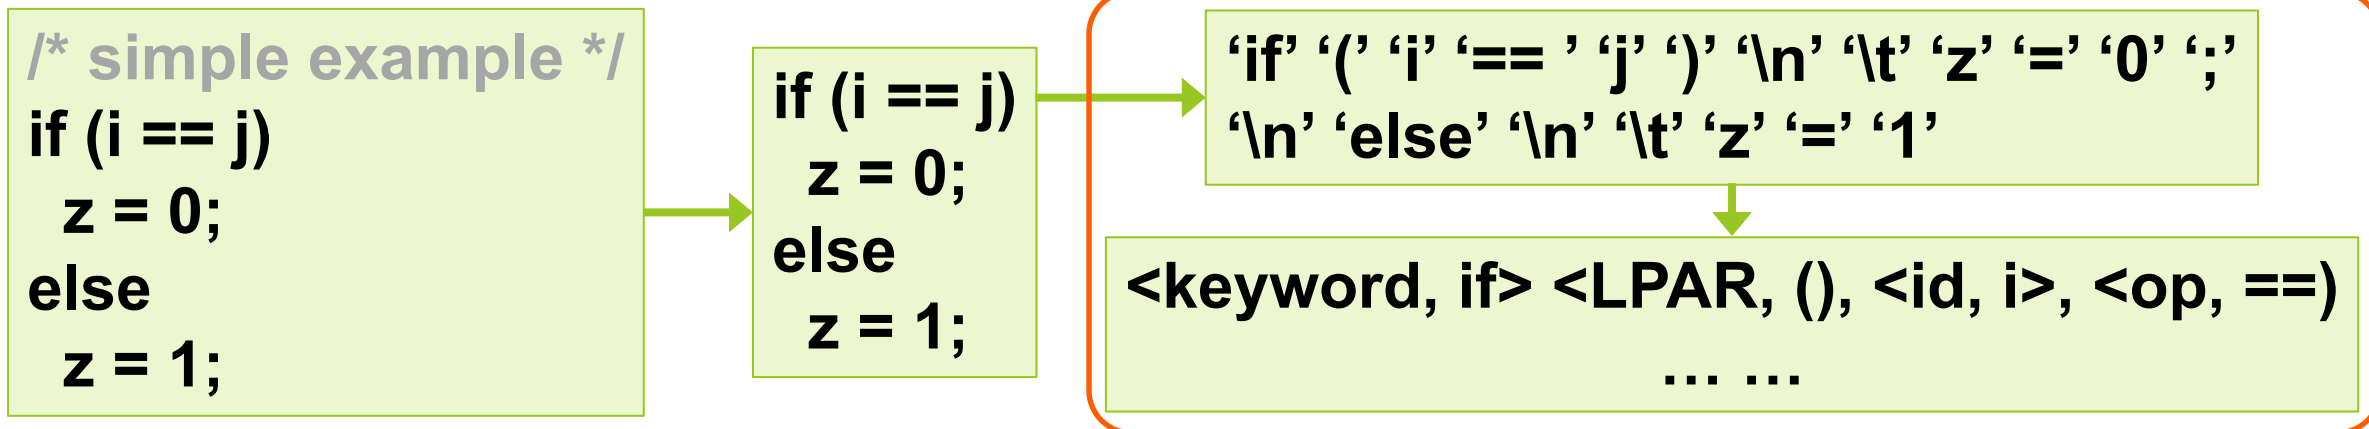 /* simple example */
if (i == j)
z = 0;
else
z = 1;
if (i == j)
z = 0;
else
z = 1;
‘if’ ‘(’ ‘i’ ‘== ’ ‘j’ ‘)’ ‘\n’ ‘\t’ ‘z’ ‘=’ ‘0’ ‘;’
‘\n’ ‘else’ ‘\n’ ‘\t’ ‘z’ ‘=’ ‘1’
<keyword, if> <LPAR, (), <id, i>, <op, ==)
… …